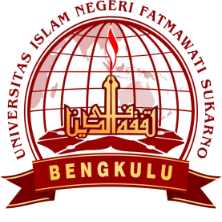 UNIVERSITAS ISLAM NEGERI FATMAWATI SUKARNO
BENGKULU